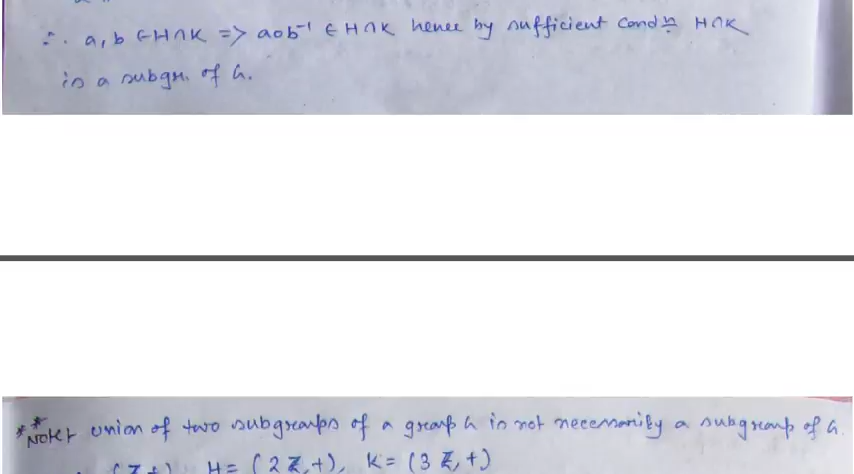 ∴ a, b ∈ H∩K => aob⁻¹ ∈ H∩K hence by sufficient condn H∩K
is a subgr. of G.
**Note: union of two subgroups of a group G is not necessarily a subgroup of G.
(Z, +), H = (2Z, +), K = (3Z, +)